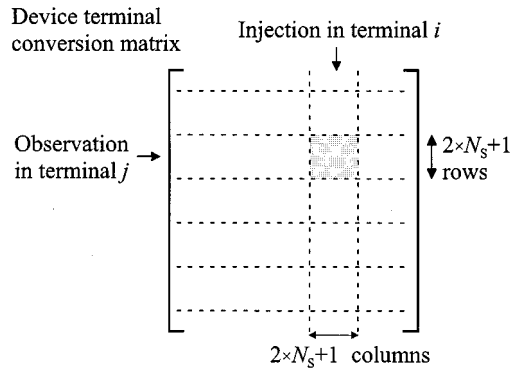 Device terminal
conversion matrix
Injection in terminal i
Observation
in terminal j
2×Nₛ+1
rows
2×Nₛ+1 columns